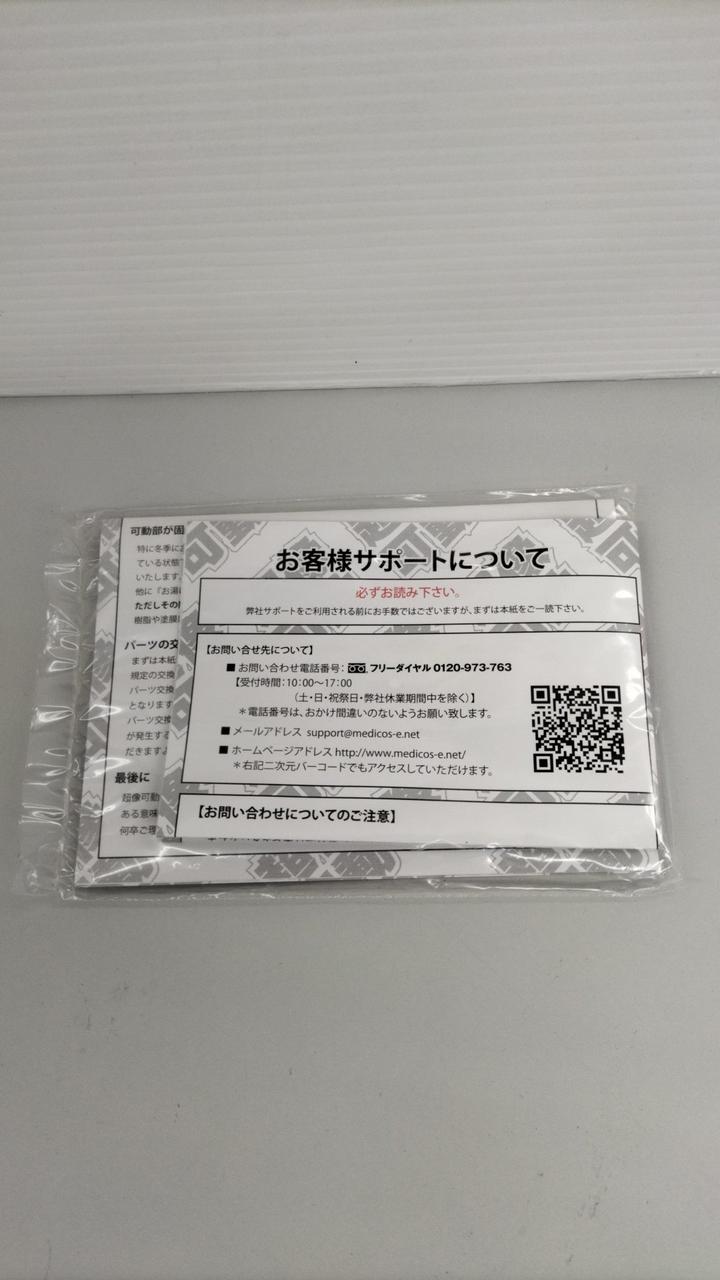 お客様サポートについて
必ずお読み下さい。
弊社サポートをご利用される前にお手数ではございますが、まずは本紙をご一読下さい。
【お問い合せ先について】
■ お問い合わせ電話番号: フリーダイヤル 0120-973-763
【受付時間:10:00〜17:00
(土・日・祝祭日・弊社休業期間中を除く)】
＊電話番号は、おかけ間違いのないようお願い致します。
■ メールアドレス support@medicos-e.net
■ ホームページアドレス http://www.medicos-e.net/
＊右記二次元バーコードでもアクセスしていただけます。
【お問い合わせについてのご注意】
可動部が固
特に冬季に
ている状態
いたします。
他に『お湯
ただしその
樹脂や塗膜
パーツの交
まずは本紙
規定の交換
パーツ交換
となります
パーツ交換
が発生する
だきますよ
最後に
超像可動
ある意味
何卒ご理